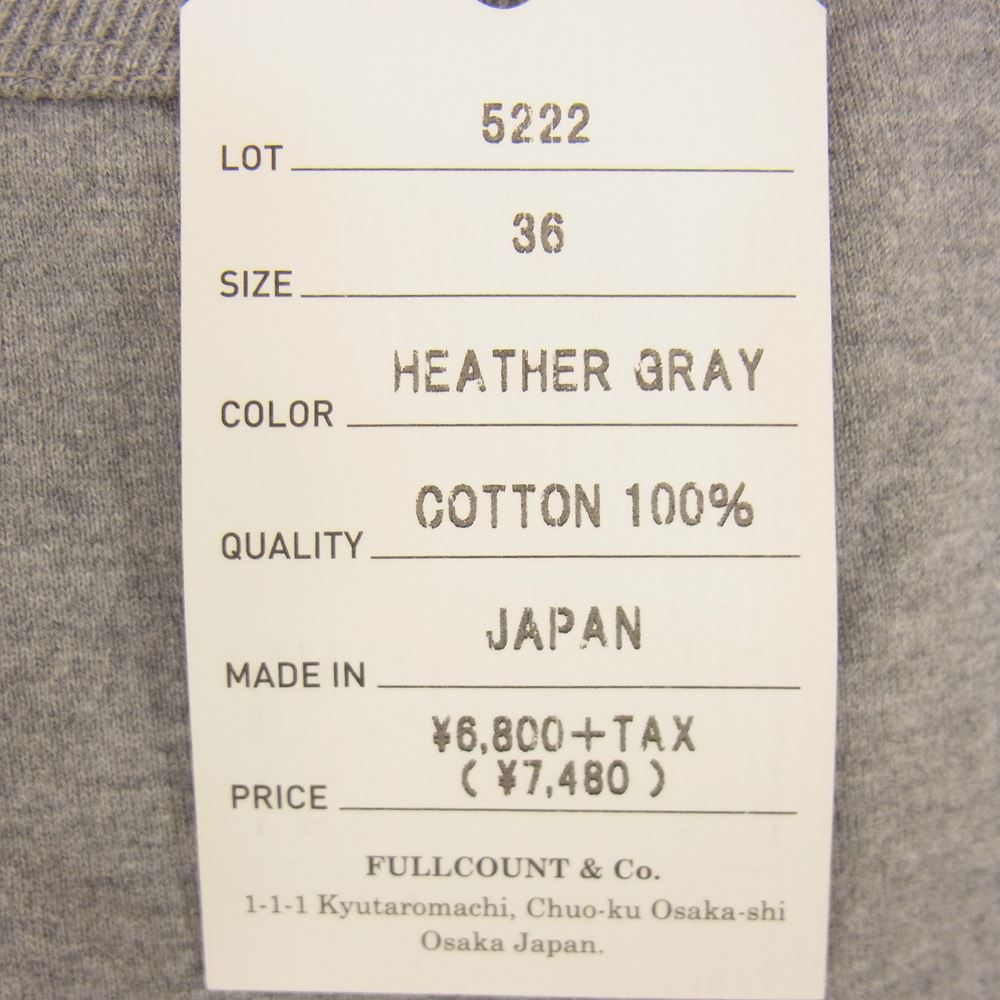 5222
LOT
36
SIZE
HEATHER GRAY
COLOR
COTTON 100%
QUALITY
JAPAN
MADE IN
¥6,800+TAX
( ¥7,480 )
PRICE
FULLCOUNT & Co.
1-1-1 Kyutaromachi, Chuo-ku Osaka-shi
Osaka Japan.